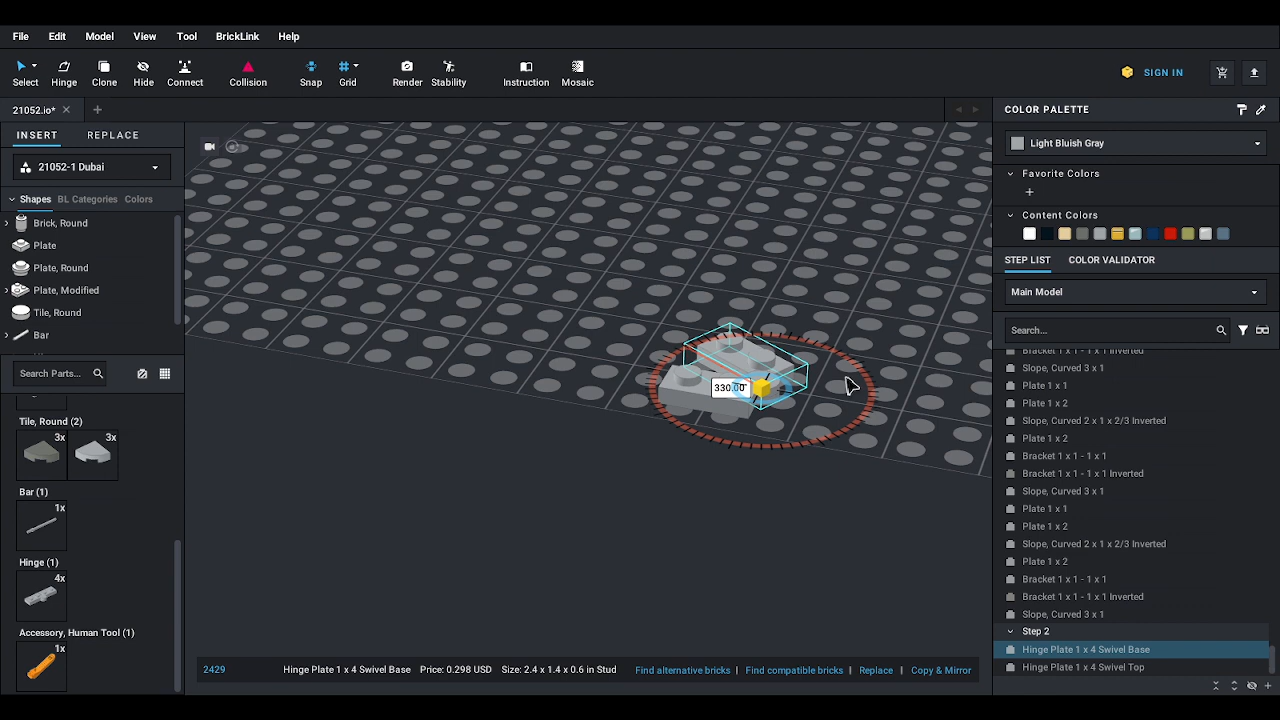 File Edit Model View Tool BrickLink Help
Select Hinge Clone Hide Connect Collision Snap Grid Render Stability Instruction Mosaic
SIGN IN
21052.io*
INSERT REPLACE
21052-1 Dubai
Shapes BL Categories Colors
Brick, Round
Plate
Plate, Round
Plate, Modified
Tile, Round
Bar
Search Parts...
Tile, Round (2)
3x 3x
Bar (1)
1x
Hinge (1)
4x
Accessory, Human Tool (1)
1x
330.00°
2429 Hinge Plate 1 x 4 Swivel Base Price: 0.298 USD Size: 2.4 x 1.4 x 0.6 in Stud Find alternative bricks | Find compatible bricks | Replace | Copy & Mirror
COLOR PALETTE
Light Bluish Gray
Favorite Colors
Content Colors
STEP LIST COLOR VALIDATOR
Main Model
Search...
Bracket 1 x 1 - 1 x 1 Inverted
Slope, Curved 3 x 1
Plate 1 x 1
Plate 1 x 2
Slope, Curved 2 x 1 x 2/3 Inverted
Plate 1 x 2
Bracket 1 x 1 - 1 x 1
Bracket 1 x 1 - 1 x 1 Inverted
Slope, Curved 3 x 1
Plate 1 x 1
Plate 1 x 2
Slope, Curved 2 x 1 x 2/3 Inverted
Plate 1 x 2
Bracket 1 x 1 - 1 x 1
Bracket 1 x 1 - 1 x 1 Inverted
Slope, Curved 3 x 1
Step 2
Hinge Plate 1 x 4 Swivel Base
Hinge Plate 1 x 4 Swivel Top